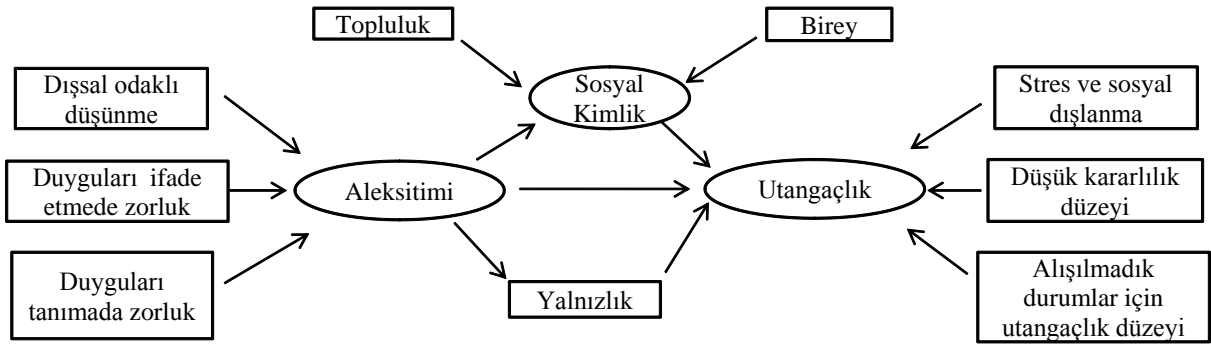 Topluluk
Birey
Dışsal odaklı
düşünme
Sosyal
Kimlik
Stres ve sosyal
dışlanma
Duyguları ifade
etmede zorluk
Aleksitimi
Utangaçlık
Düşük kararlılık
düzeyi
Duyguları
tanımada zorluk
Yalnızlık
Alışılmadık
durumlar için
utangaçlık düzeyi